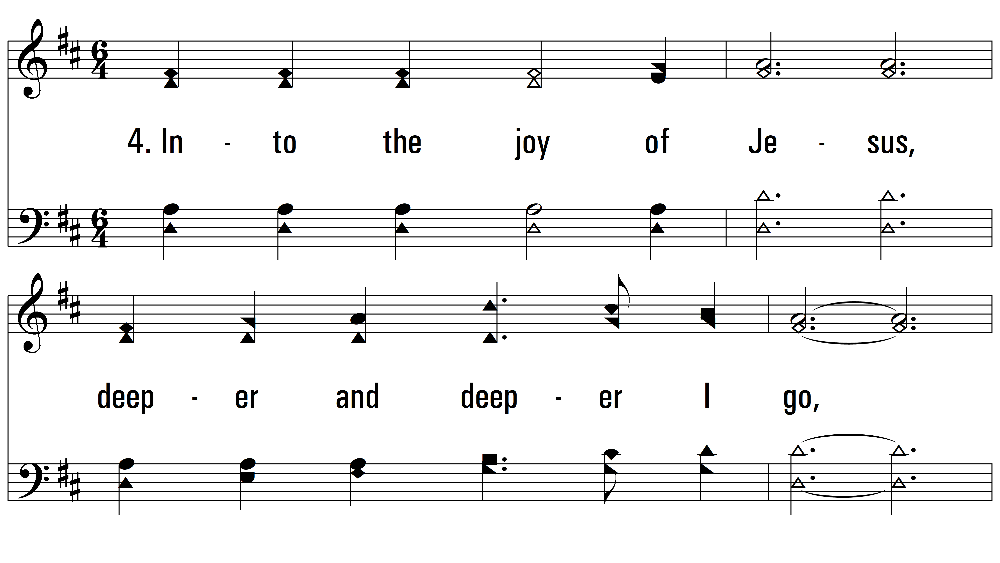 4. In - to the joy of Je - sus,
deep - er and deep - er I go,